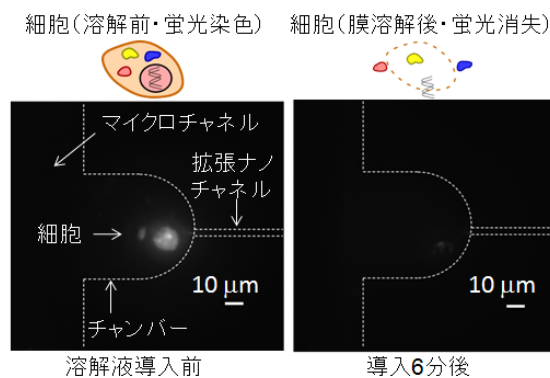 細胞(溶解前・蛍光染色)
細胞(膜溶解後・蛍光消失)
マイクロチャネル
拡張ナノ
チャネル
細胞
10 μm
チャンバー
10 μm
溶解液導入前
導入6分後